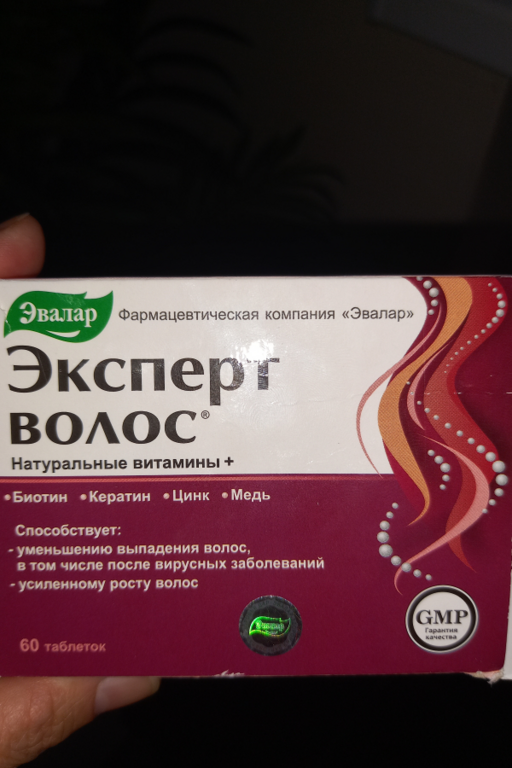 Эвалар
Фармацевтическая компания «Эвалар»
Эксперт
волос®
Натуральные витамины +
•Биотин •Кератин •Цинк •Медь
Способствует:
- уменьшению выпадения волос,
в том числе после вирусных заболеваний
- усиленному росту волос
Эвалар
GMP
Гарантия
качества
60 таблеток